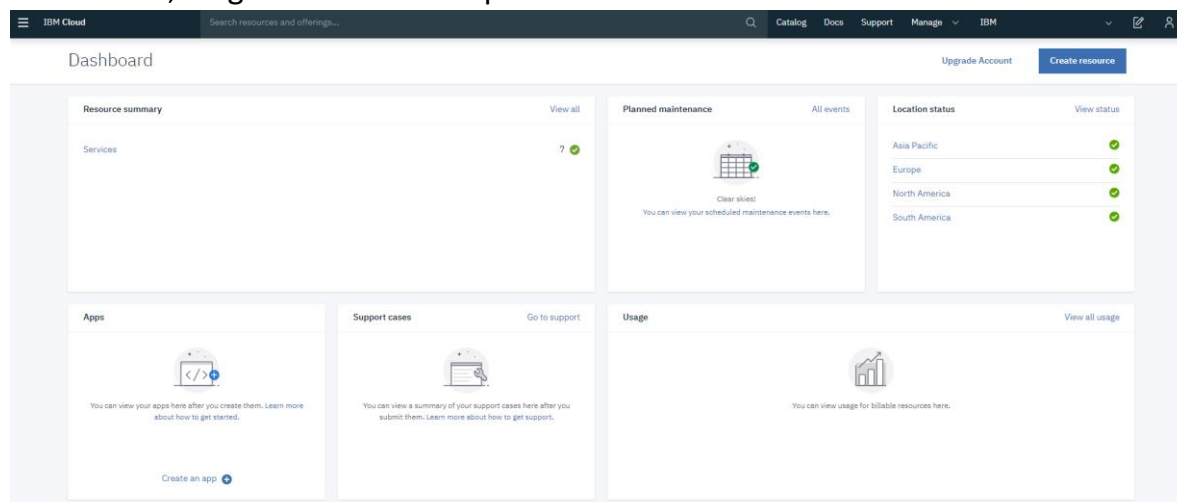 IBM Cloud
Search resources and offerings...
Catalog Docs Support Manage IBM
Dashboard
Upgrade Account
Create resource
Resource summary
View all
Services
7
Planned maintenance
All events
Clear skies!
You can view your scheduled maintenance events here.
Location status
View status
Asia Pacific
Europe
North America
South America
Apps
You can view your apps here after you create them. Learn more
about how to get started.
Create an app
Support cases
Go to support
You can view a summary of your support cases here after you
submit them. Learn more about how to get support.
Usage
View all usage
You can view usage for billable resources here.